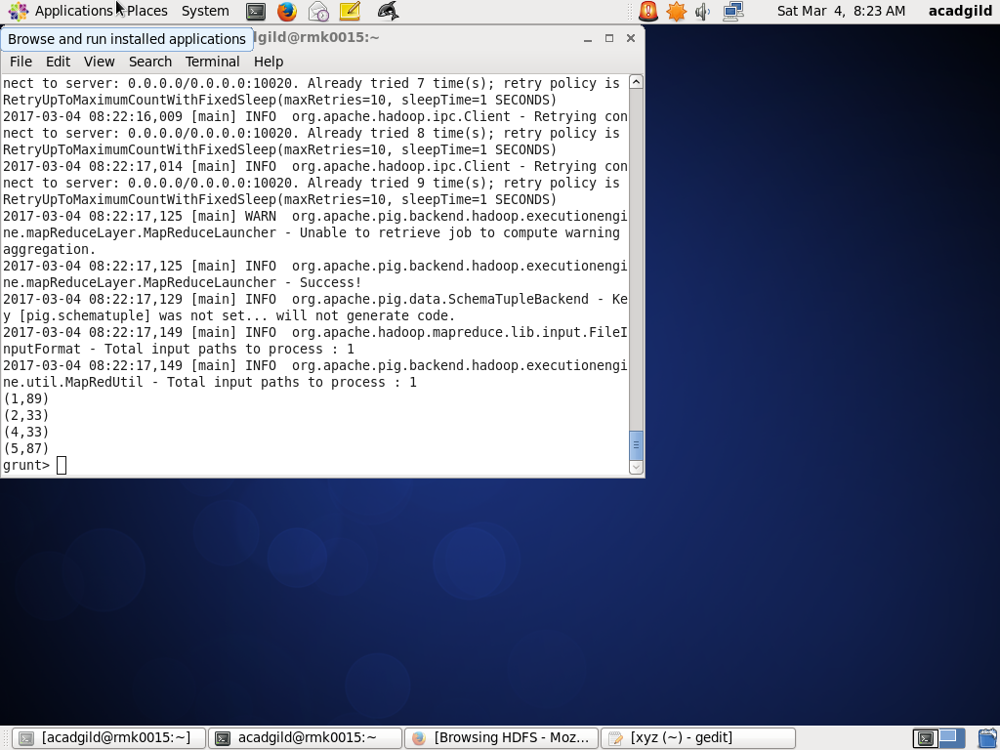 Applications Places System Sat Mar 4, 8:23 AM acadgild
Browse and run installed applications
lgild@rmk0015:~
File Edit View Search Terminal Help
nect to server: 0.0.0.0/0.0.0.0:10020. Already tried 7 time(s); retry policy is
RetryUpToMaximumCountWithFixedSleep(maxRetries=10, sleepTime=1 SECONDS)
2017-03-04 08:22:16,009 [main] INFO  org.apache.hadoop.ipc.Client - Retrying con
nect to server: 0.0.0.0/0.0.0.0:10020. Already tried 8 time(s); retry policy is
RetryUpToMaximumCountWithFixedSleep(maxRetries=10, sleepTime=1 SECONDS)
2017-03-04 08:22:17,014 [main] INFO  org.apache.hadoop.ipc.Client - Retrying con
nect to server: 0.0.0.0/0.0.0.0:10020. Already tried 9 time(s); retry policy is
RetryUpToMaximumCountWithFixedSleep(maxRetries=10, sleepTime=1 SECONDS)
2017-03-04 08:22:17,125 [main] WARN  org.apache.pig.backend.hadoop.executionengi
ne.mapReduceLayer.MapReduceLauncher - Unable to retrieve job to compute warning
aggregation.
2017-03-04 08:22:17,125 [main] INFO  org.apache.pig.backend.hadoop.executionengi
ne.mapReduceLayer.MapReduceLauncher - Success!
2017-03-04 08:22:17,129 [main] INFO  org.apache.pig.data.SchemaTupleBackend - Ke
y [pig.schematuple] was not set... will not generate code.
2017-03-04 08:22:17,149 [main] INFO  org.apache.hadoop.mapreduce.lib.input.FileI
nputFormat - Total input paths to process : 1
2017-03-04 08:22:17,149 [main] INFO  org.apache.pig.backend.hadoop.executionengi
ne.util.MapRedUtil - Total input paths to process : 1
(1,89)
(2,33)
(4,33)
(5,87)
grunt>
[acadgild@rmk0015:~] acadgild@rmk0015:~ [Browsing HDFS - Moz... [xyz (~) - gedit]